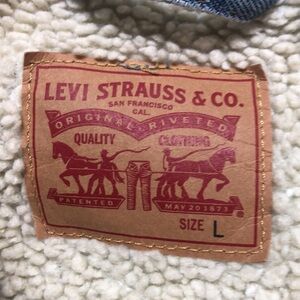 LEVI STRAUSS & CO.
SAN FRANCISCO
CAL.
ORIGINAL RIVETED
QUALITY CLOTHING
PATENTED MAY 20 1873
SIZE L